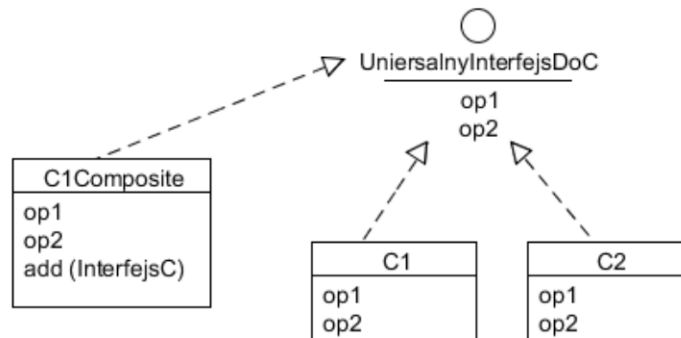 UniersalnyInterfejsDoC
op1
op2
C1Composite
op1
op2
add (InterfejsC)
C1
op1
op2
C2
op1
op2